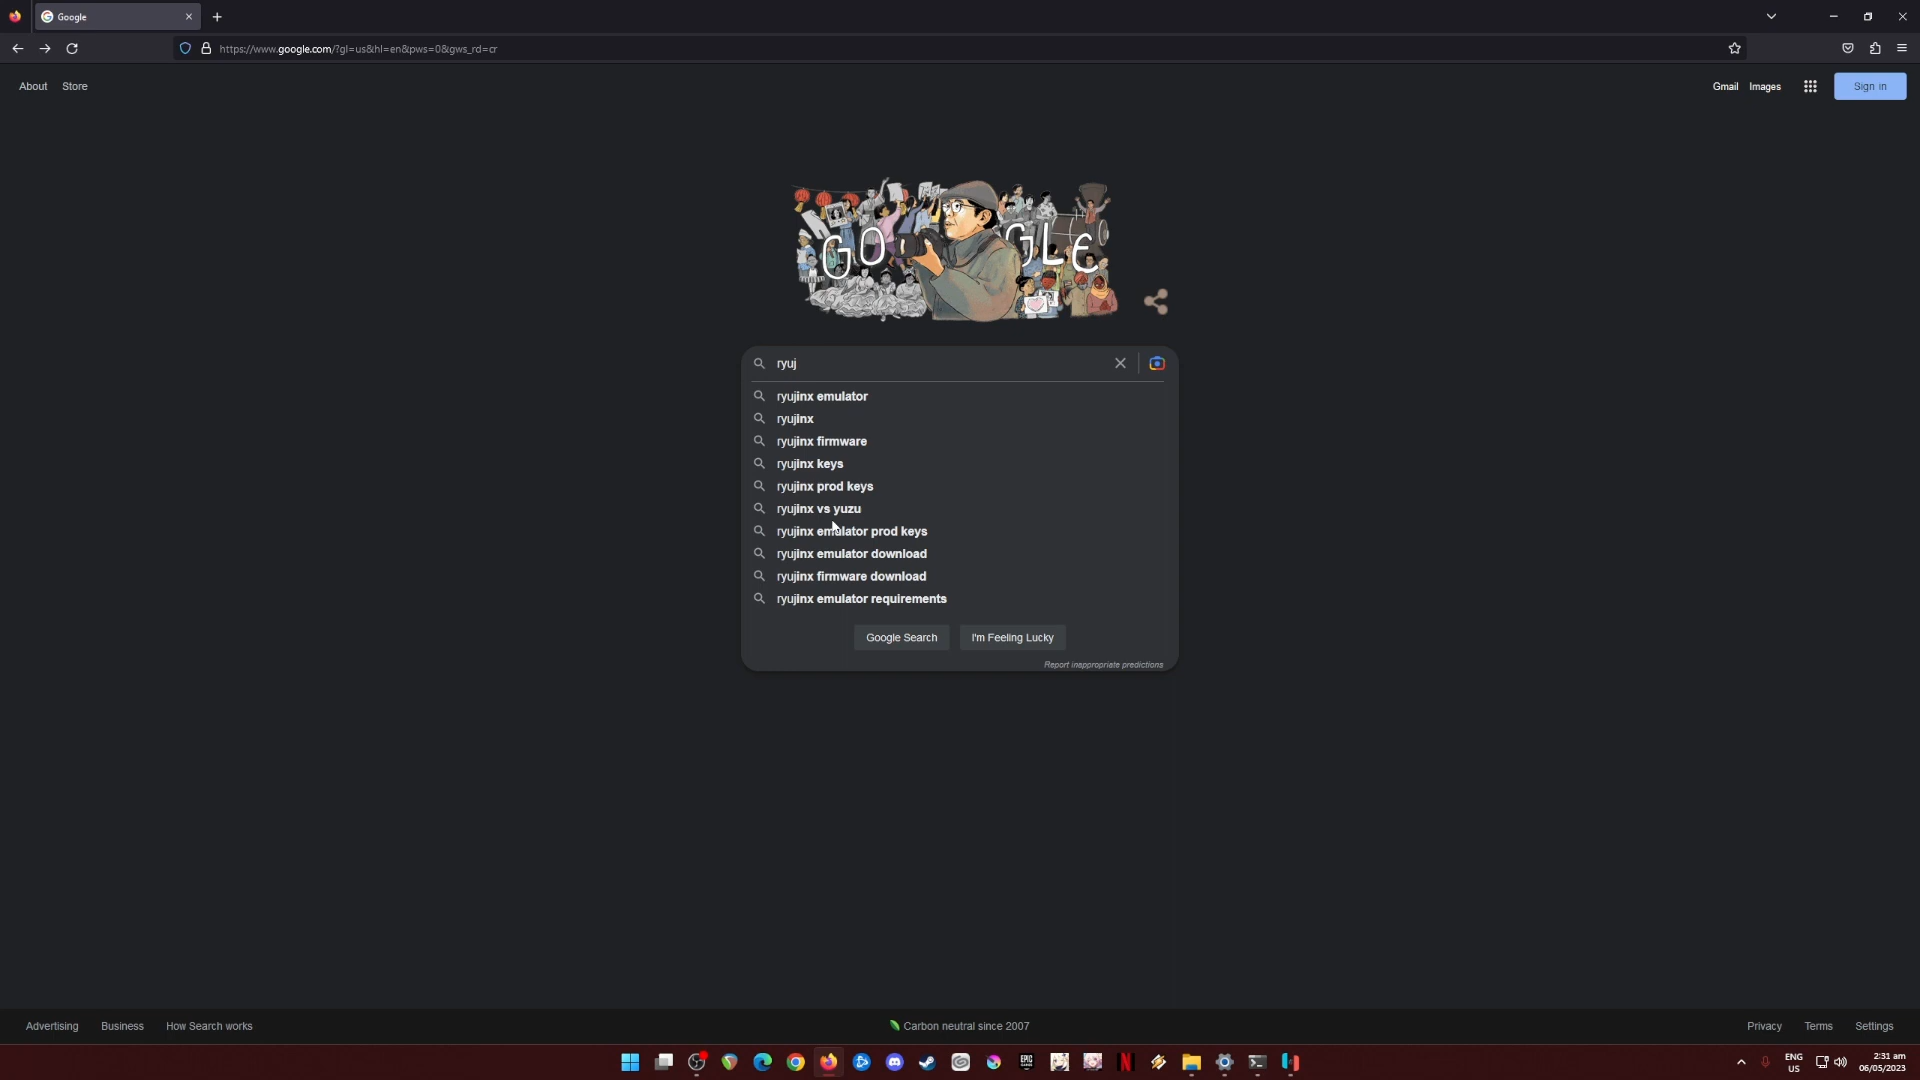 Google
https://www.google.com/?gl=us&hl=en&pws=0&gws_rd=cr
About Store
Gmail Images Sign in
GO GLE
ryuj
ryujinx emulator
ryujinx
ryujinx firmware
ryujinx keys
ryujinx prod keys
ryujinx vs yuzu
ryujinx emulator prod keys
ryujinx emulator download
ryujinx firmware download
ryujinx emulator requirements
Google Search I'm Feeling Lucky
Report inappropriate predictions
Advertising Business How Search works Carbon neutral since 2007 Privacy Terms Settings
ENG 2:31 am
US 06/05/2023